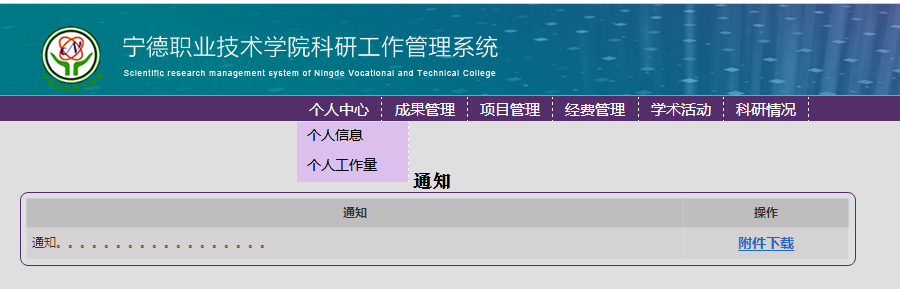 宁德职业技术学院科研工作管理系统
Scientific research management system of Ningde Vocational and Technical College
个人中心 成果管理 项目管理 经费管理 学术活动 科研情况
个人信息
个人工作量
通知
通知 操作
通知。。。。。。。。。。。。。。。。。。 附件下载